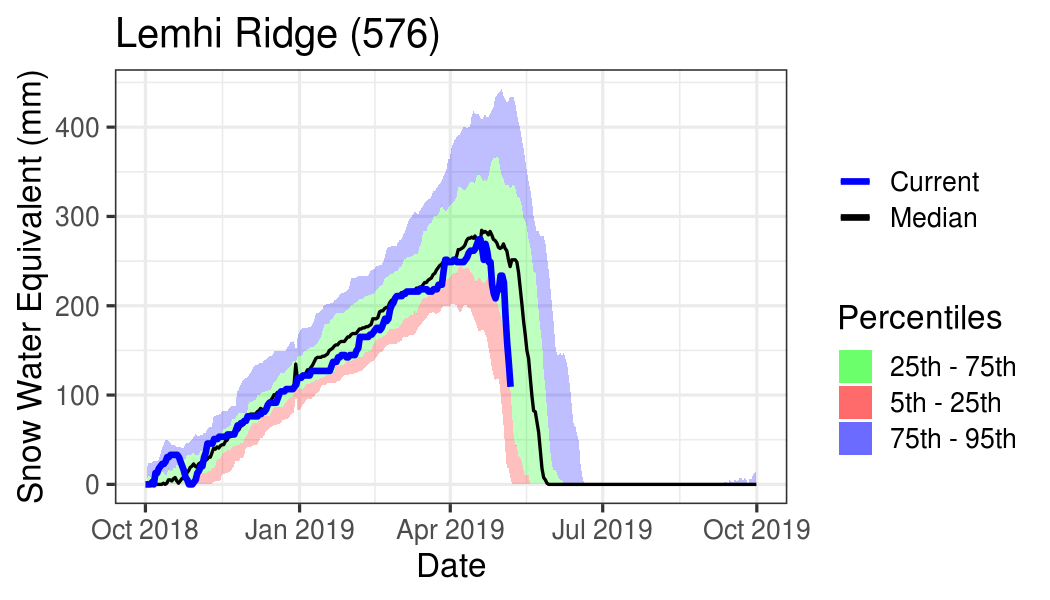 Lemhi Ridge (576)
Snow Water Equivalent (mm)
400
300
200
100
0
Oct 2018
Jan 2019
Apr 2019
Jul 2019
Oct 2019
Date
Current
Median
Percentiles
25th - 75th
5th - 25th
75th - 95th